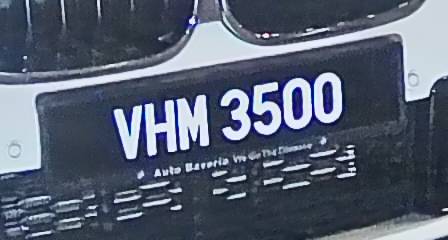 VHM 3500
Auto Bavaria We Go The Distance